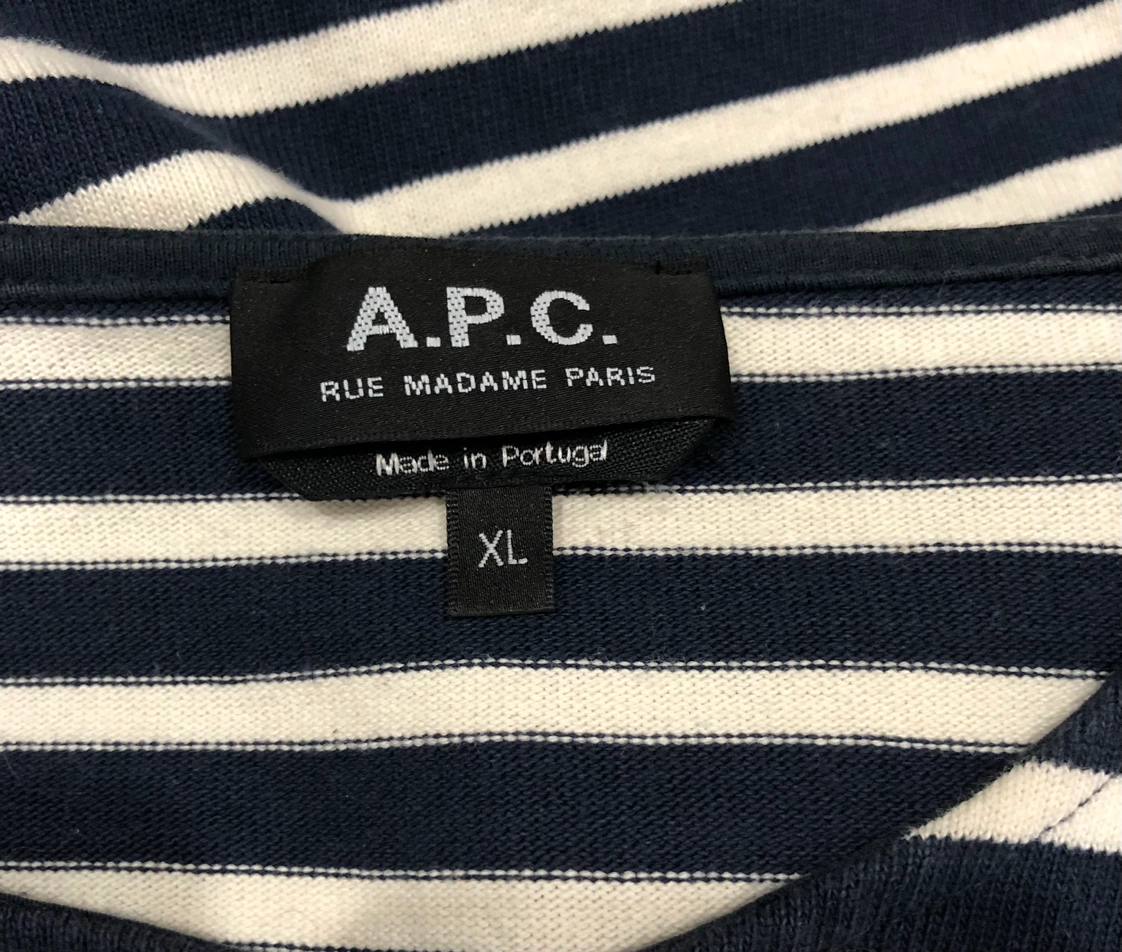 A.P.C.
RUE MADAME PARIS
Made in Portugal
XL